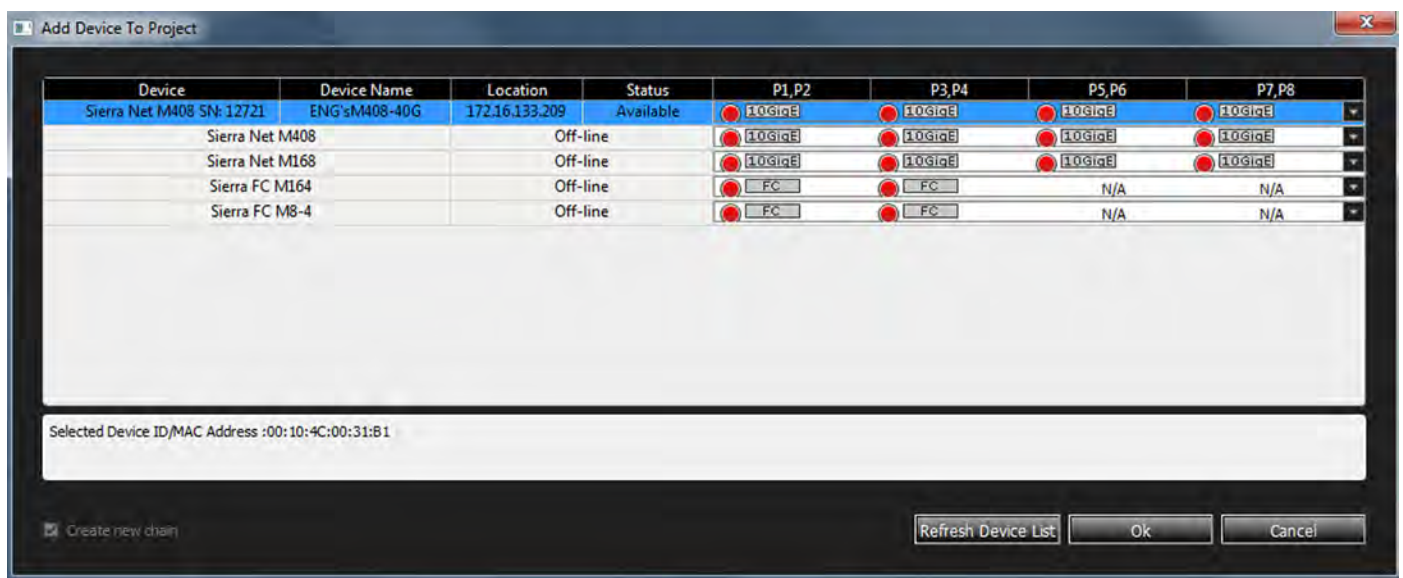 Add Device To Project
Device Device Name Location Status P1,P2 P3,P4 P5,P6 P7,P8
Sierra Net M408 SN: 12721 ENG'sM408-40G 172.16.133.209 Available 10GigE 10GigE 10GigE 10GigE
Sierra Net M408 Off-line 10GigE 10GigE 10GigE 10GigE
Sierra Net M168 Off-line 10GigE 10GigE 10GigE 10GigE
Sierra FC M164 Off-line FC FC N/A N/A
Sierra FC M8-4 Off-line FC FC N/A N/A
Selected Device ID/MAC Address :00:10:4C:00:31:B1
Create new chain Refresh Device List Ok Cancel